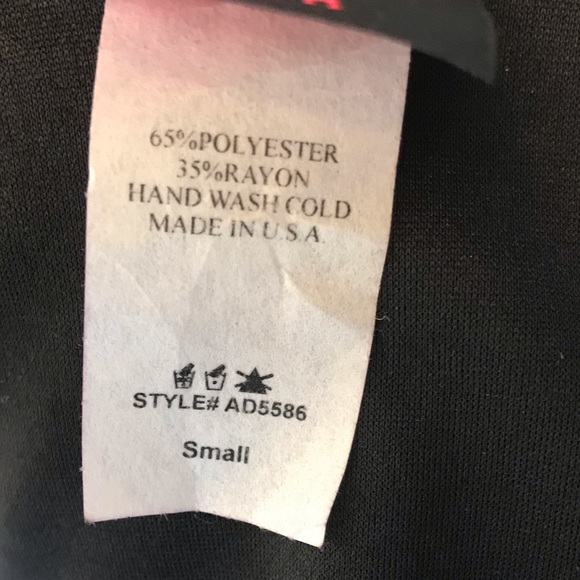 65%POLYESTER
35%RAYON
HAND WASH COLD
MADE IN U.S.A.
STYLE# AD5586
Small